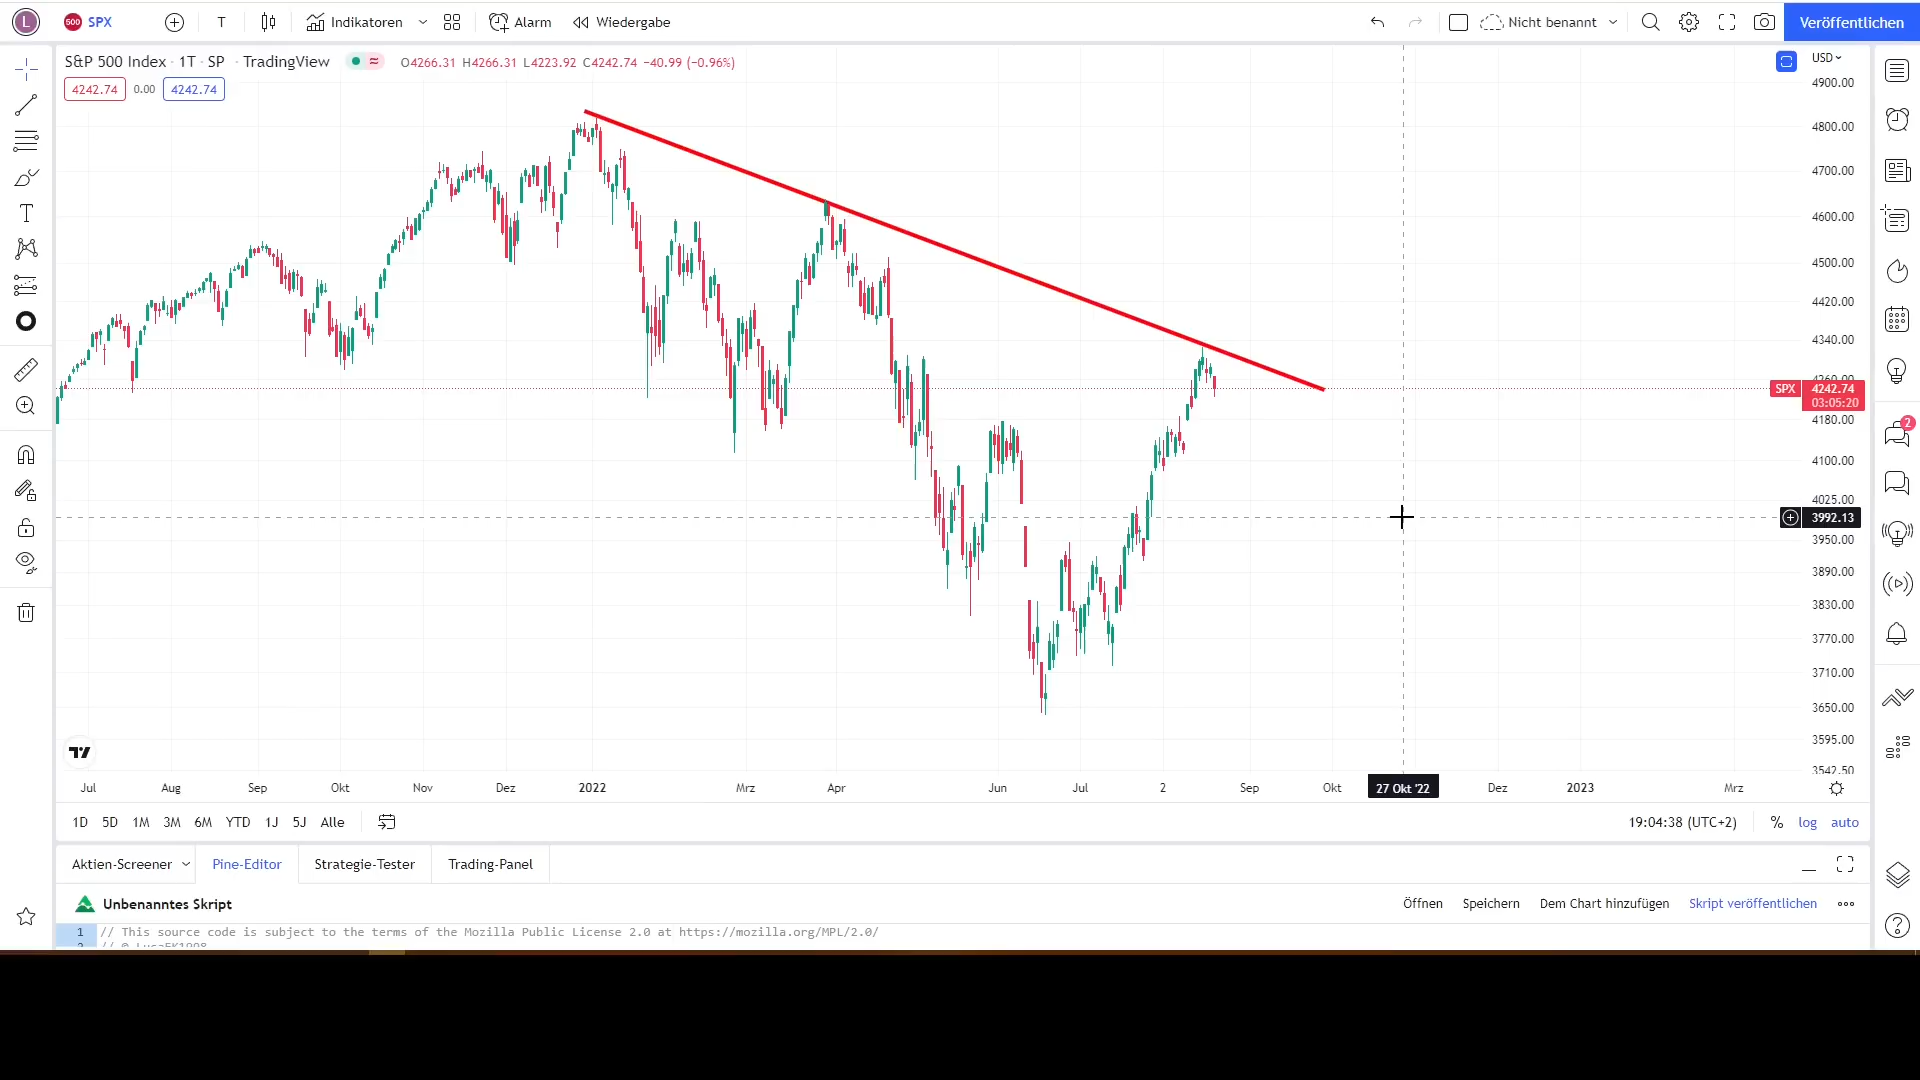 L 500 SPX T Indikatoren Alarm Wiedergabe Nicht benannt Veröffentlichen
S&P 500 Index · 1T · SP · TradingView O4266.31 H4266.31 L4223.92 C4242.74 −40.99 (−0.96%) USD
4242.74 0.00 4242.74
4900.00
4800.00
4700.00
4600.00
4500.00
4420.00
4340.00
4260.00
SPX 4242.74
03:05:20
4180.00
4100.00
4025.00
3992.13
3950.00
3890.00
3830.00
3770.00
3710.00
3650.00
3595.00
3542.50
2
Jul Aug Sep Okt Nov Dez 2022 Mrz Apr Jun Jul 2 Sep Okt 27 Okt '22 Dez 2023 Mrz
1D 5D 1M 3M 6M YTD 1J 5J Alle 19:04:38 (UTC+2) % log auto
Aktien-Screener Pine-Editor Strategie-Tester Trading-Panel
Unbenanntes Skript Öffnen Speichern Dem Chart hinzufügen Skript veröffentlichen
1 // This source code is subject to the terms of the Mozilla Public License 2.0 at https://mozilla.org/MPL/2.0/